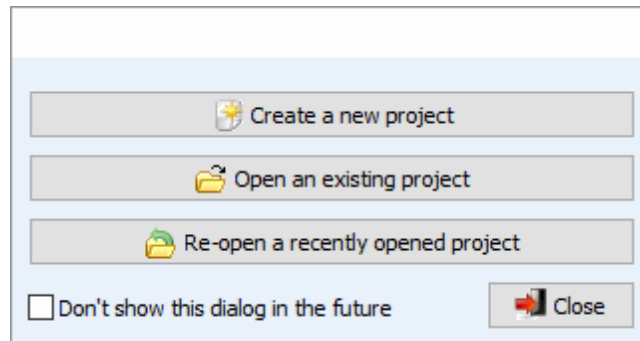 Create a new project
Open an existing project
Re-open a recently opened project
Don't show this dialog in the future
Close